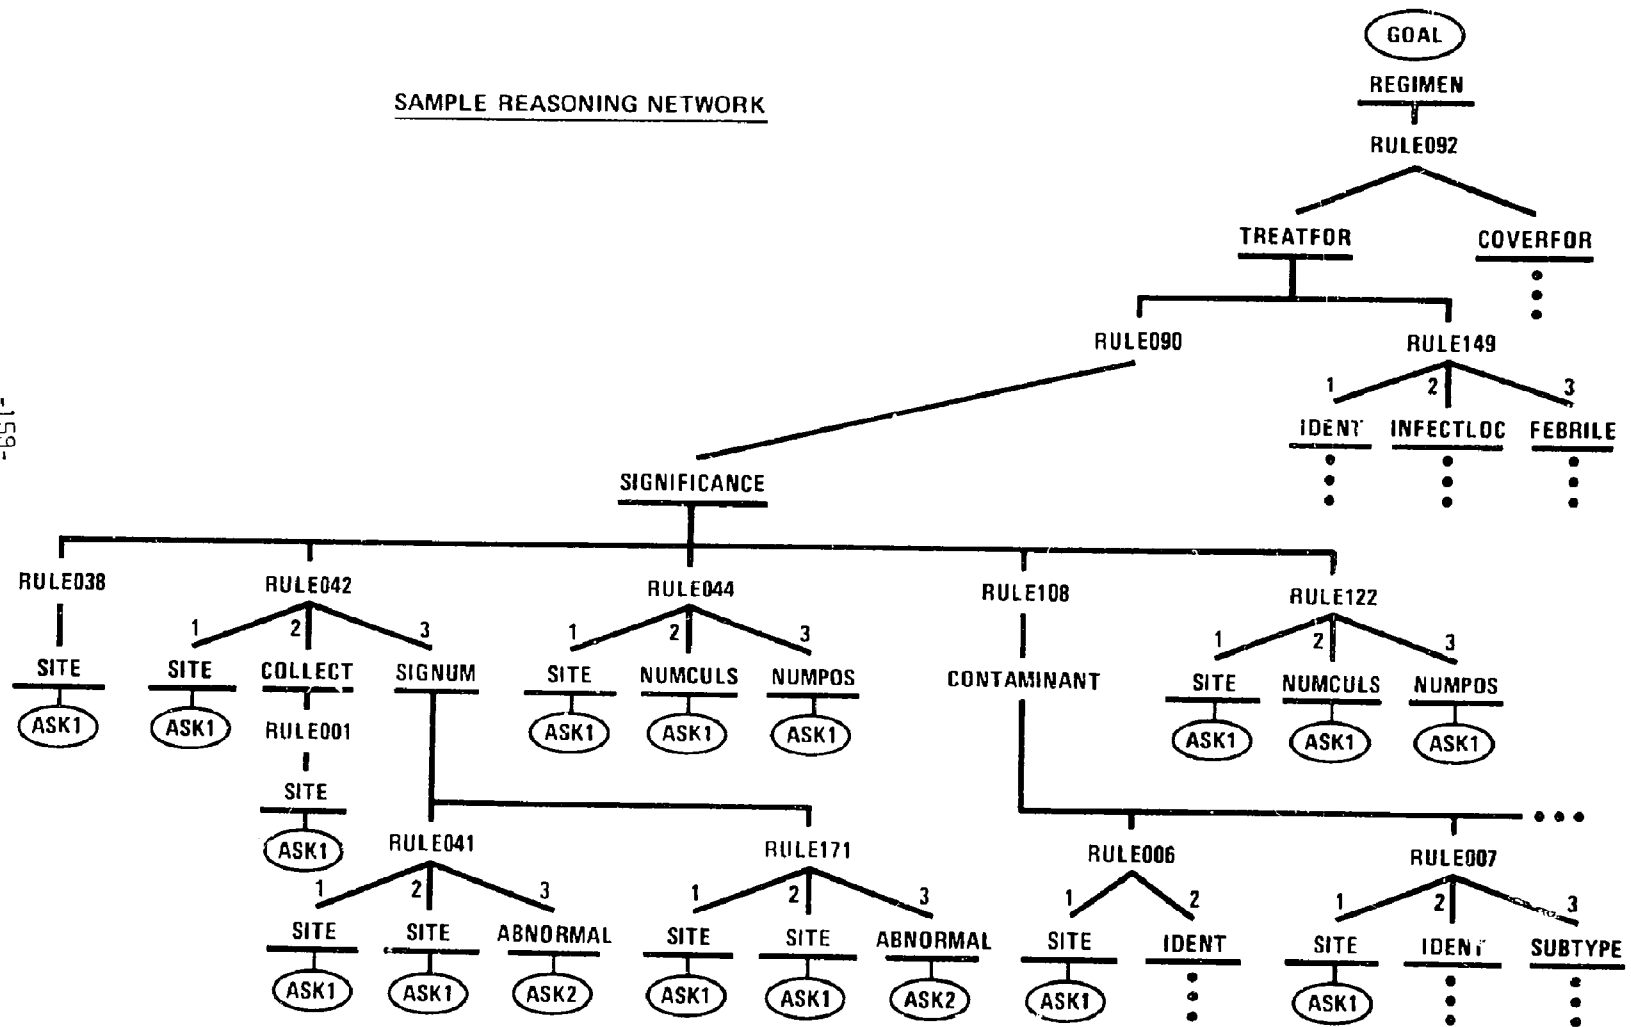 GOAL
REGIMEN
SAMPLE REASONING NETWORK
RULE092
TREATFOR COVERFOR
RULE090 RULE149
1 2 3
IDENT INFECTLOC FEBRILE
-159-
SIGNIFICANCE
RULE038 RULE042 RULE044 RULE108 RULE122
1 2 3 1 2 3 1 2 3
SITE SITE COLLECT SIGNUM SITE NUMCULS NUMPOS CONTAMINANT SITE NUMCULS NUMPOS
ASK1 ASK1 RULE001 ASK1 ASK1 ASK1 ASK1 ASK1 ASK1
SITE
ASK1 RULE041 RULE171 RULE006 RULE007
1 2 3 1 2 3 1 2 1 2 3
SITE SITE ABNORMAL SITE SITE ABNORMAL SITE IDENT SITE IDENT SUBTYPE
ASK1 ASK1 ASK2 ASK1 ASK1 ASK2 ASK1 ASK1